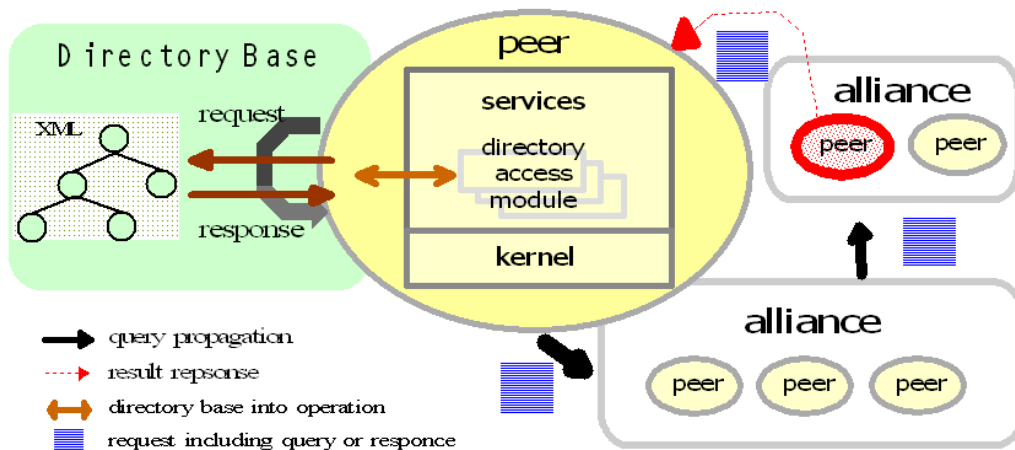 Directory Base
XML
request
response
peer
services
directory
access
module
kernel
alliance
peer
peer
alliance
peer
peer
peer
query propagation
result repsonse
directory base into operation
request including query or responce